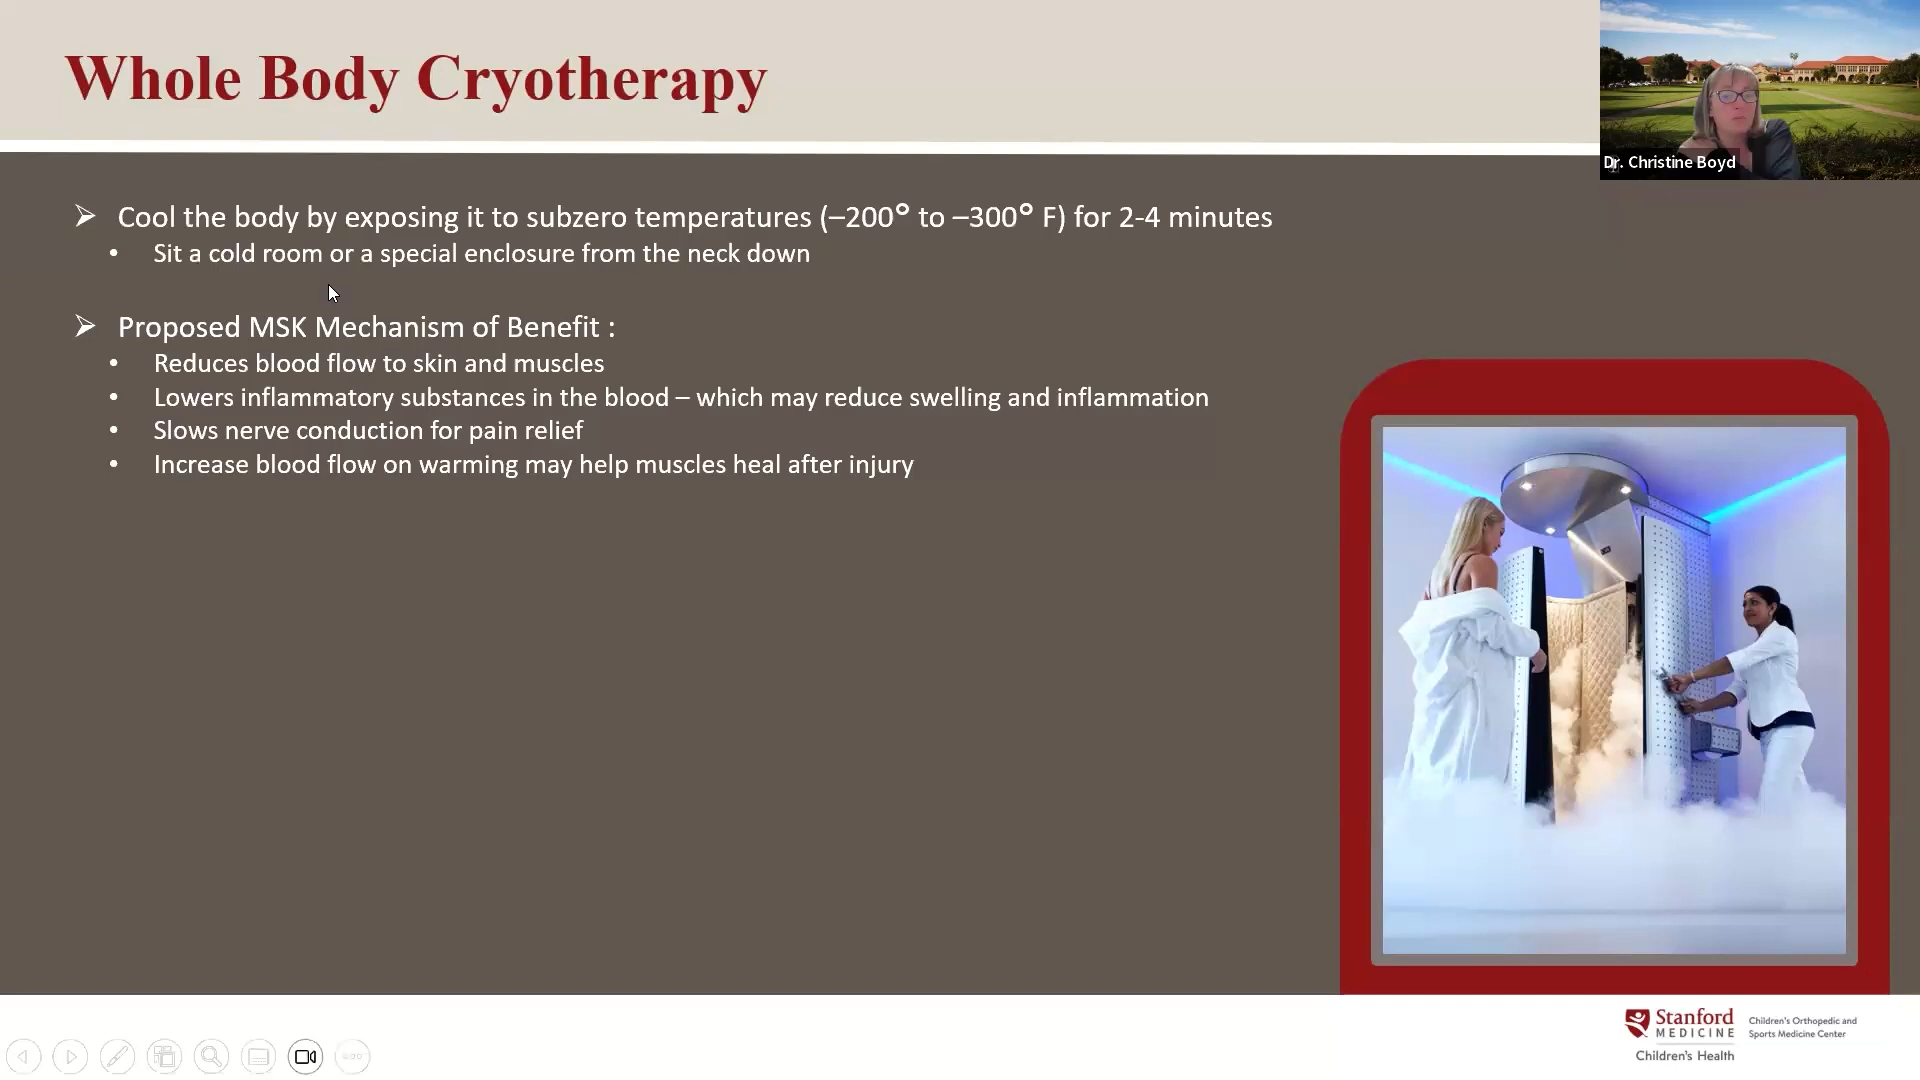 Whole Body Cryotherapy
Dr. Christine Boyd
➢ Cool the body by exposing it to subzero temperatures (–200° to –300° F) for 2-4 minutes
• Sit a cold room or a special enclosure from the neck down
➢ Proposed MSK Mechanism of Benefit :
• Reduces blood flow to skin and muscles
• Lowers inflammatory substances in the blood – which may reduce swelling and inflammation
• Slows nerve conduction for pain relief
• Increase blood flow on warming may help muscles heal after injury
Stanford
MEDICINE
Children's Health
Children's Orthopedic and
Sports Medicine Center